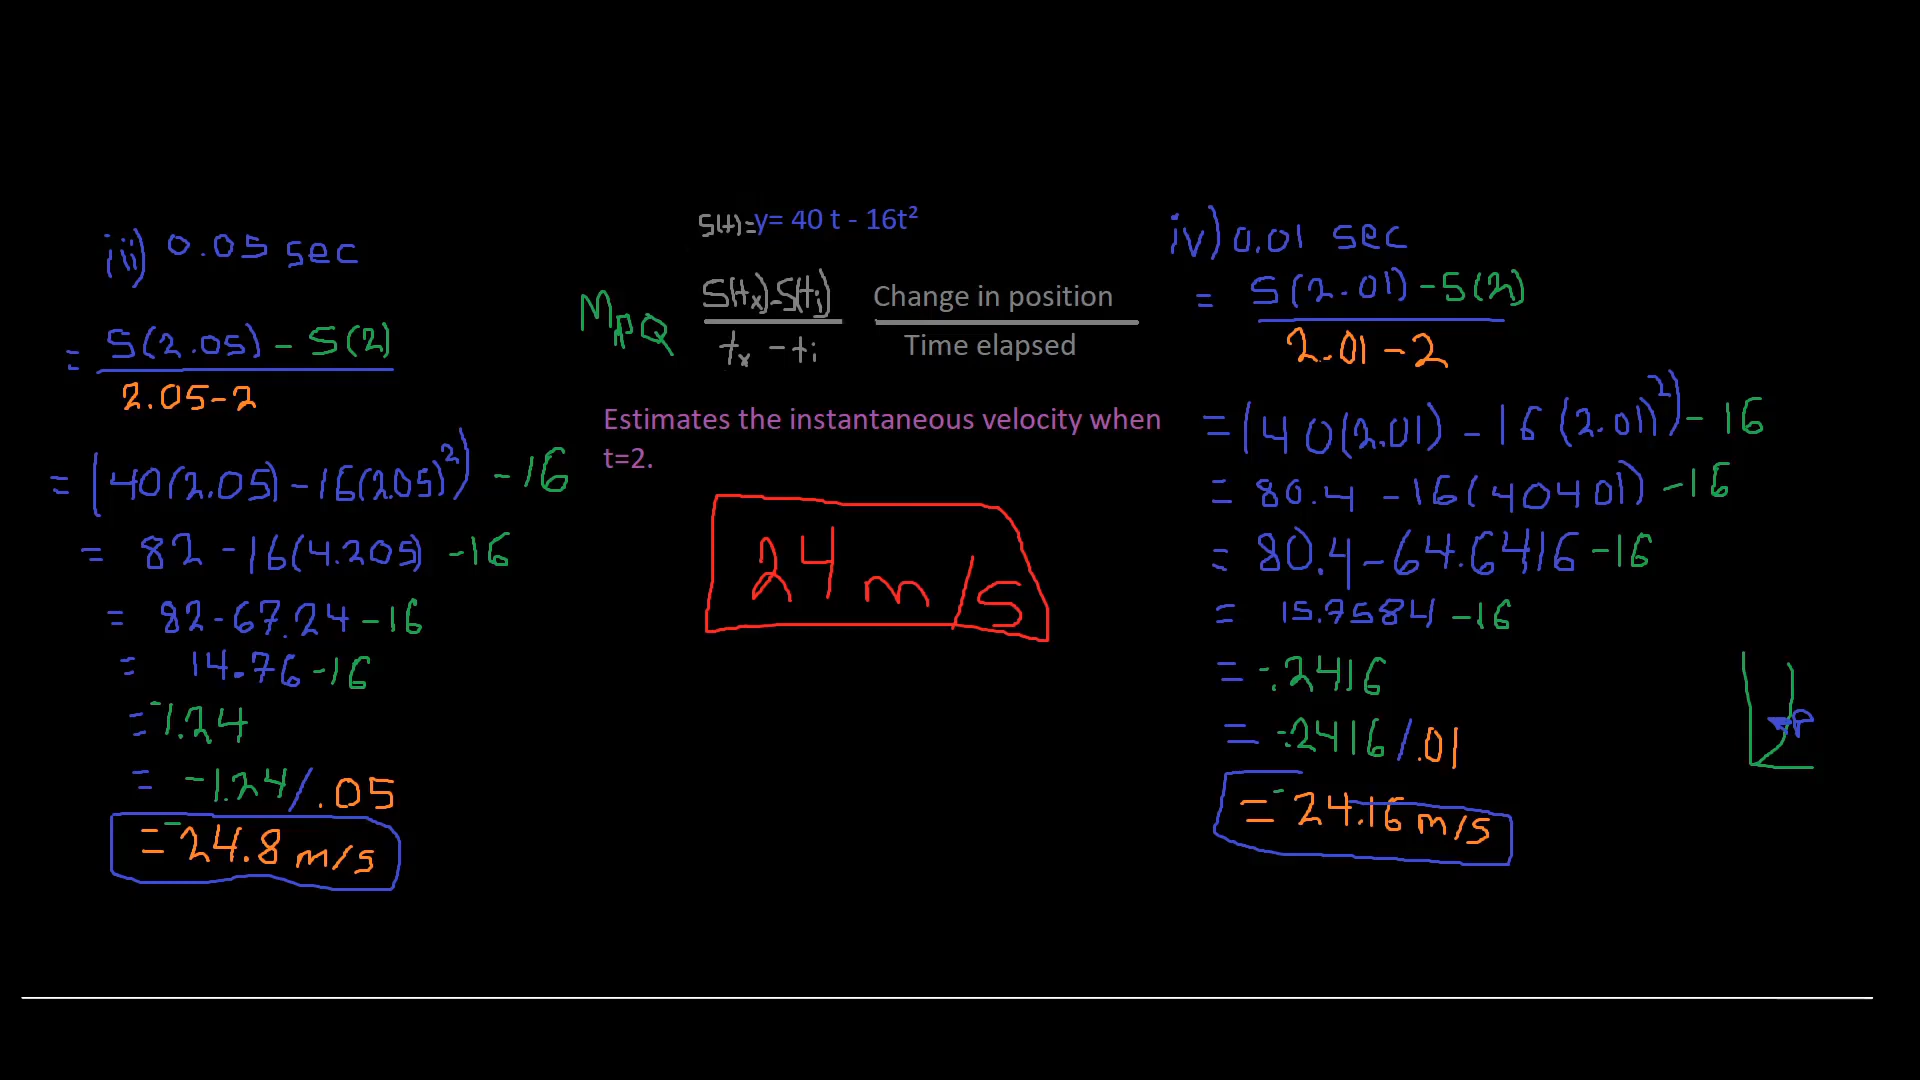 iii) 0.05 sec
= S(2.05) - S(2)
2.05-2
= (40(2.05) - 16(2.05)²) - 16
= 82 - 16(4.205) - 16
= 82 - 67.24 - 16
= 14.76 - 16
= -1.24
= -1.24/.05
= -24.8 m/s
S(t)= y= 40 t - 16t²
MPQ
S(tx)-S(ti)
tx - ti
Change in position
Time elapsed
Estimates the instantaneous velocity when
t=2.
24 m/s
iv) 0.01 sec
= S(2.01) - S(2)
2.01 - 2
= (40(2.01) - 16(2.01)²) - 16
= 80.4 - 16(40401) - 16
= 80.4 - 64.6416 - 16
= 15.7584 - 16
= -.2416
= -.2416/.01
= -24.16 m/s
P